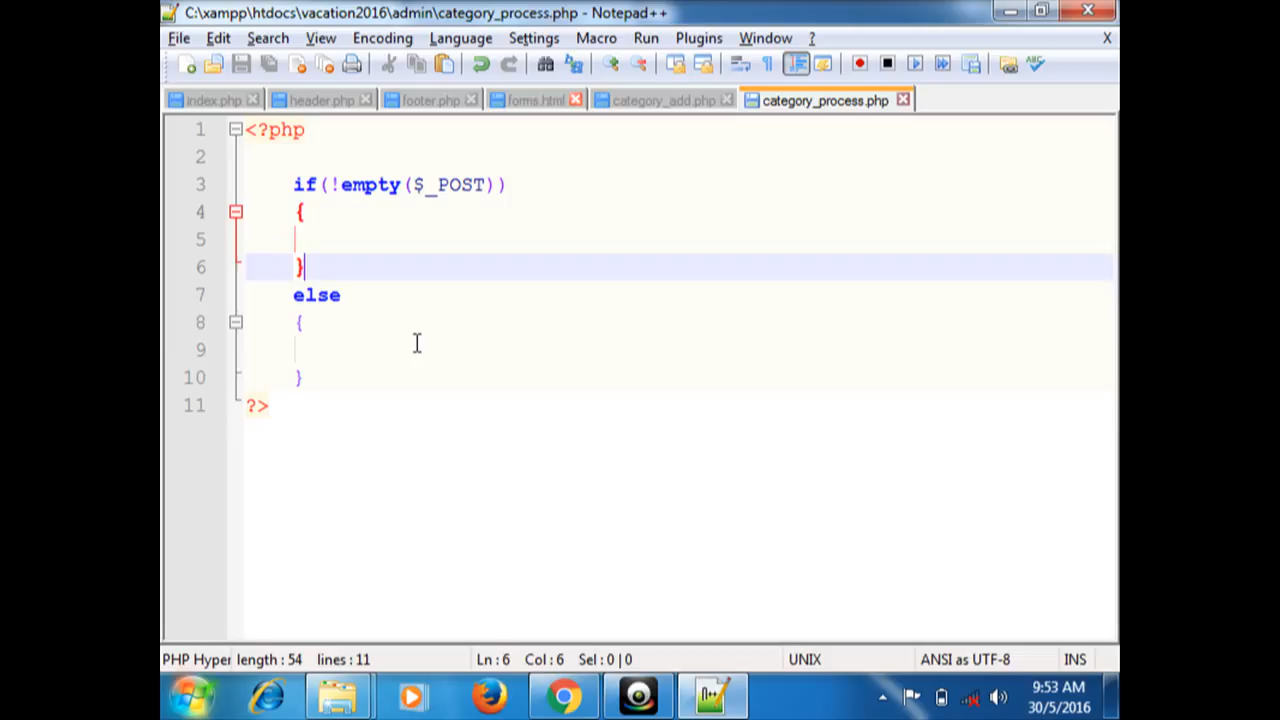 C:\xampp\htdocs\vacation2016\admin\category_process.php - Notepad++
File Edit Search View Encoding Language Settings Macro Run Plugins Window ? X
index.php header.php footer.php forms.html category_add.php category_process.php
1 <?php
2
3 if(!empty($_POST))
4 {
5
6 }
7 else
8 {
9
10 }
11 ?>
PHP Hyper length : 54 lines : 11 Ln : 6 Col : 6 Sel : 0 | 0 UNIX ANSI as UTF-8 INS
9:53 AM
30/5/2016